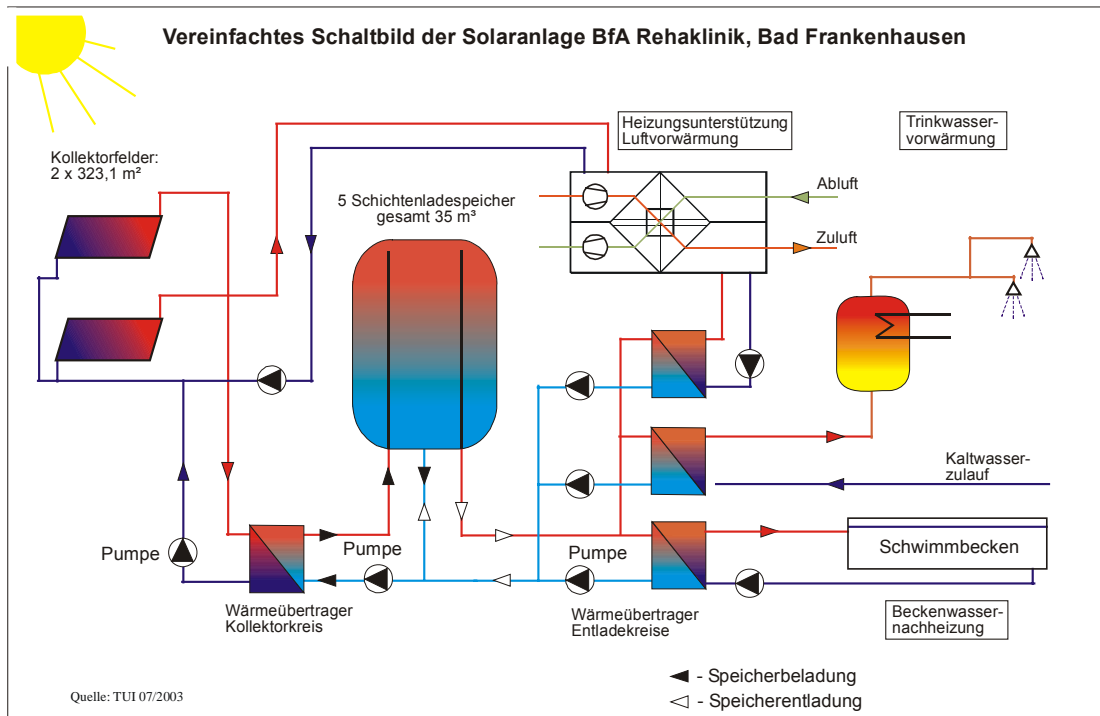 Vereinfachtes Schaltbild der Solaranlage BfA Rehaklinik, Bad Frankenhausen
Kollektorfelder:
2 x 323,1 m²
5 Schichtenladespeicher
gesamt 35 m³
Heizungsunterstützung
Luftvorwärmung
Trinkwasser-
vorwärmung
Abluft
Zuluft
Kaltwasser-
zulauf
Pumpe
Pumpe
Pumpe
Schwimmbecken
Wärmeübertrager
Kollektorkreis
Wärmeübertrager
Entladekreise
Beckenwasser-
nachheizung
- Speicherbeladung
- Speicherentladung
Quelle: TUI 07/2003